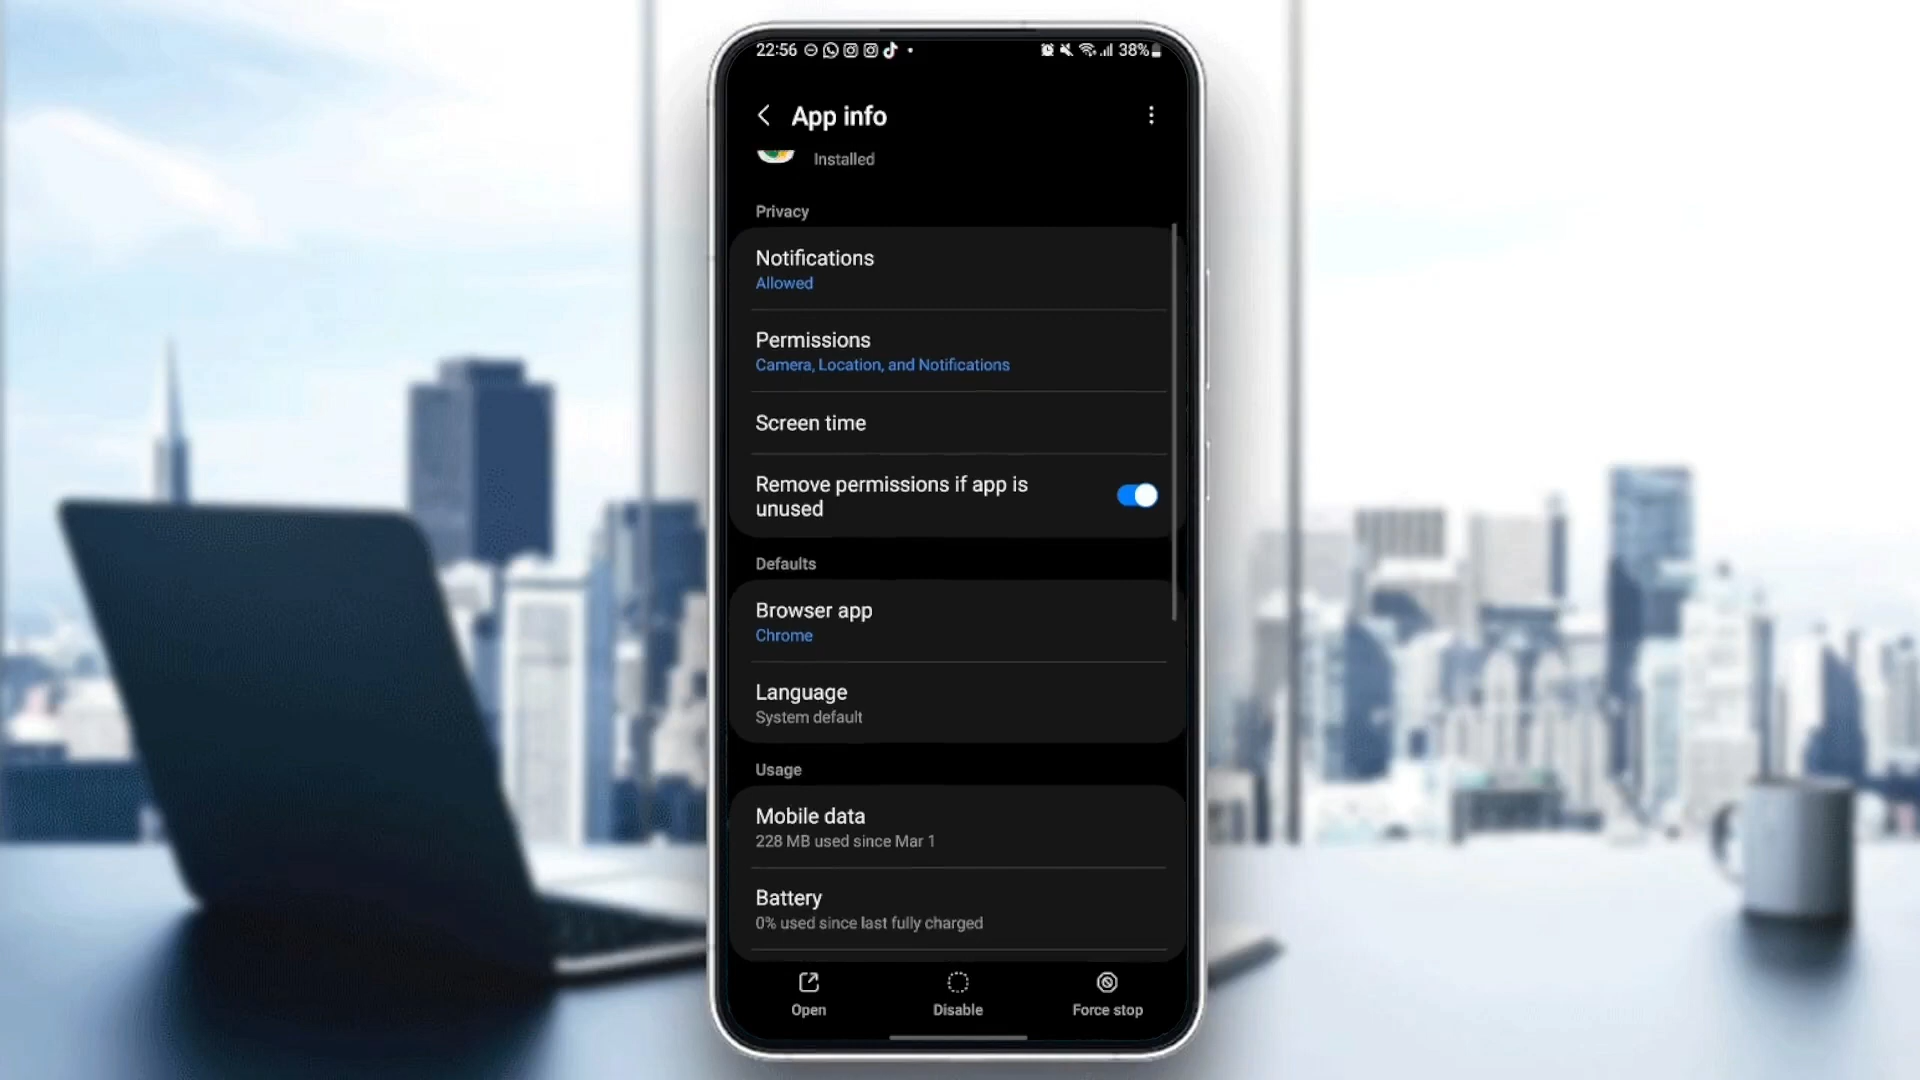 22:56 38%
App info
Installed
Privacy
Notifications
Allowed
Permissions
Camera, Location, and Notifications
Screen time
Remove permissions if app is
unused
Defaults
Browser app
Chrome
Language
System default
Usage
Mobile data
228 MB used since Mar 1
Battery
0% used since last fully charged
Open Disable Force stop